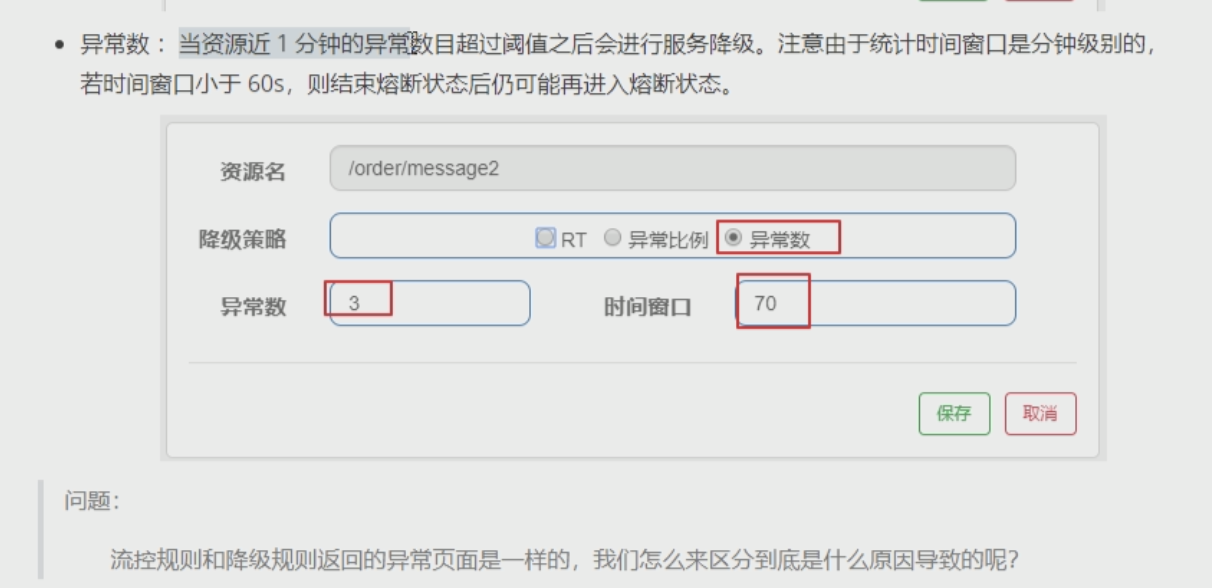 异常数：当资源近 1 分钟的异常数目超过阈值之后会进行服务降级。注意由于统计时间窗口是分钟级别的，
若时间窗口小于 60s，则结束熔断状态后仍可能再进入熔断状态。
资源名 /order/message2
降级策略 RT 异常比例 异常数
异常数 3 时间窗口 70
保存 取消
问题：
流控规则和降级规则返回的异常页面是一样的，我们怎么来区分到底是什么原因导致的呢？